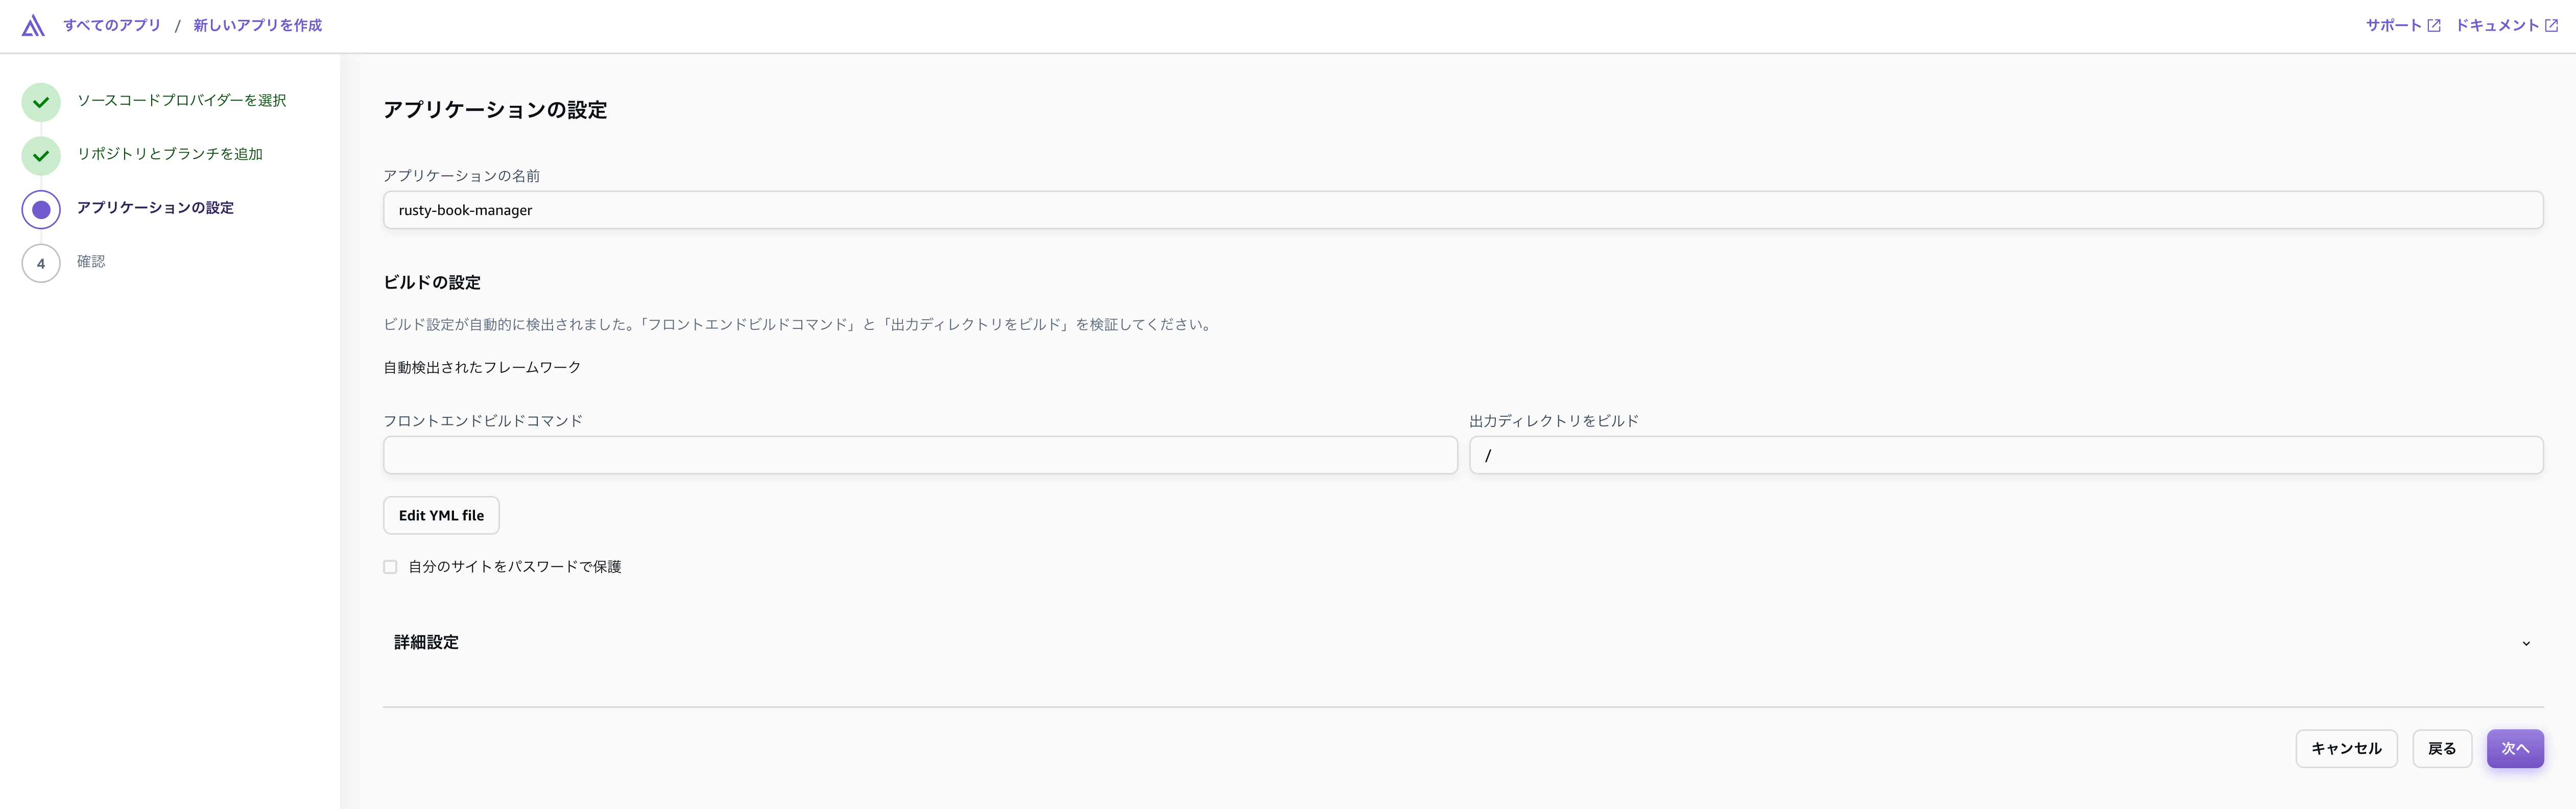 すべてのアプリ / 新しいアプリを作成
サポート ドキュメント
ソースコードプロバイダーを選択
リポジトリとブランチを追加
アプリケーションの設定
4 確認
アプリケーションの設定
アプリケーションの名前
rusty-book-manager
ビルドの設定
ビルド設定が自動的に検出されました。「フロントエンドビルドコマンド」と「出力ディレクトリをビルド」を検証してください。
自動検出されたフレームワーク
フロントエンドビルドコマンド 出力ディレクトリをビルド
/
Edit YML file
自分のサイトをパスワードで保護
詳細設定
キャンセル 戻る 次へ